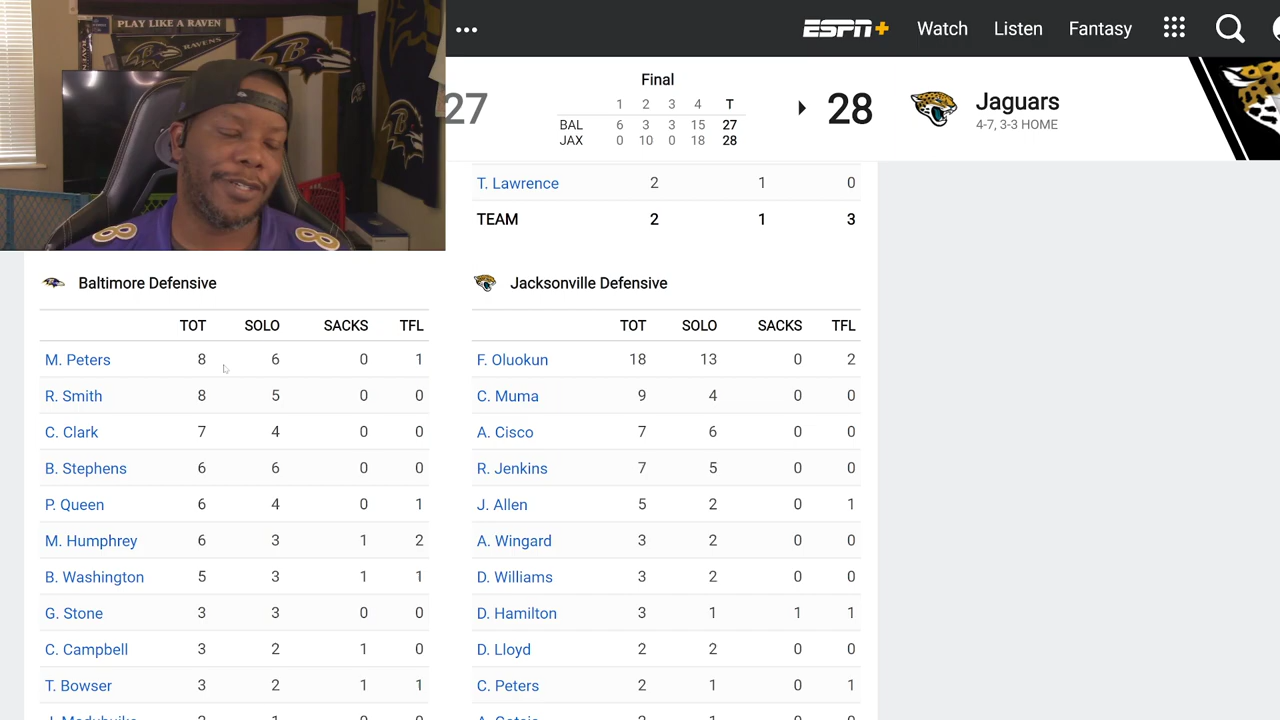 PLAY LIKE A RAVEN
RAVENS
ESPN+ Watch Listen Fantasy
Final
27 28 Jaguars
4-7, 3-3 HOME
1 2 3 4 T
BAL 6 3 3 15 27
JAX 0 10 0 18 28
T. Lawrence 2 1 0
TEAM 2 1 3
8 8
Baltimore Defensive
TOT SOLO SACKS TFL
M. Peters 8 6 0 1
R. Smith 8 5 0 0
C. Clark 7 4 0 0
B. Stephens 6 6 0 0
P. Queen 6 4 0 1
M. Humphrey 6 3 1 2
B. Washington 5 3 1 1
G. Stone 3 3 0 0
C. Campbell 3 2 1 0
T. Bowser 3 2 1 1
Jacksonville Defensive
TOT SOLO SACKS TFL
F. Oluokun 18 13 0 2
C. Muma 9 4 0 0
A. Cisco 7 6 0 0
R. Jenkins 7 5 0 0
J. Allen 5 2 0 1
A. Wingard 3 2 0 0
D. Williams 3 2 0 0
D. Hamilton 3 1 1 1
D. Lloyd 2 2 0 0
C. Peters 2 1 0 1